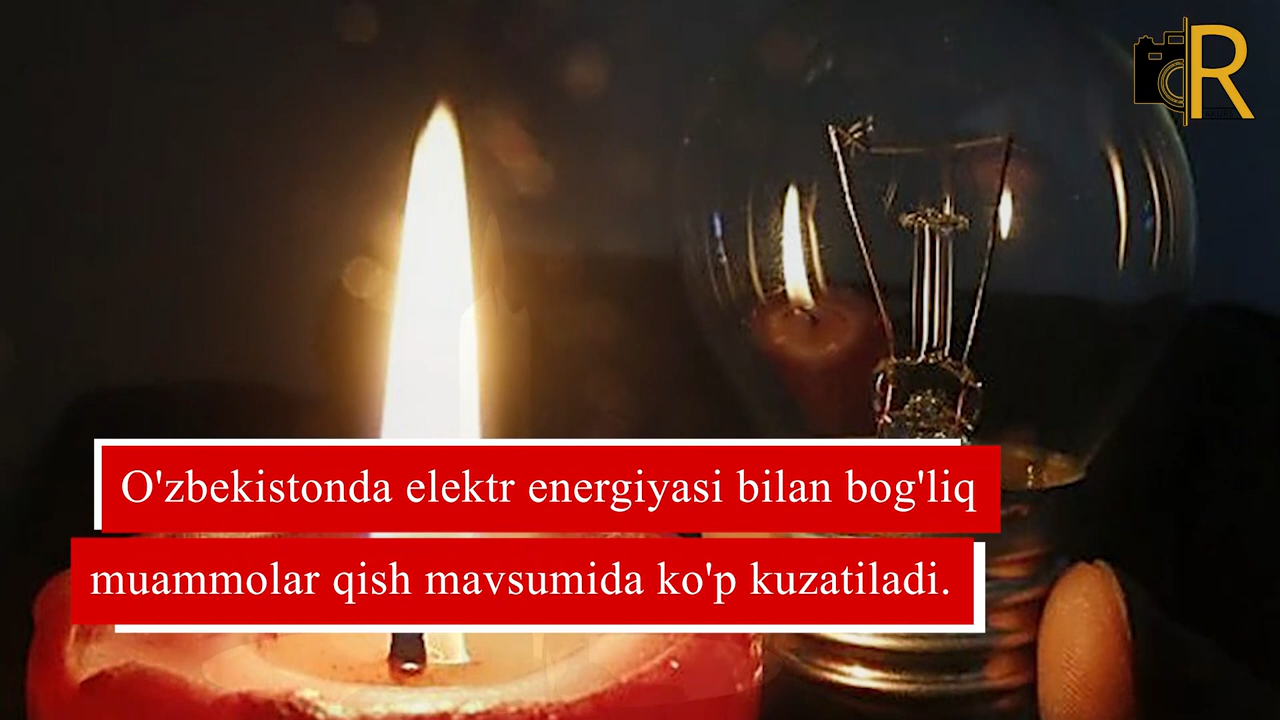 R
O'zbekistonda elektr energiyasi bilan bog'liq
muammolar qish mavsumida ko'p kuzatiladi.